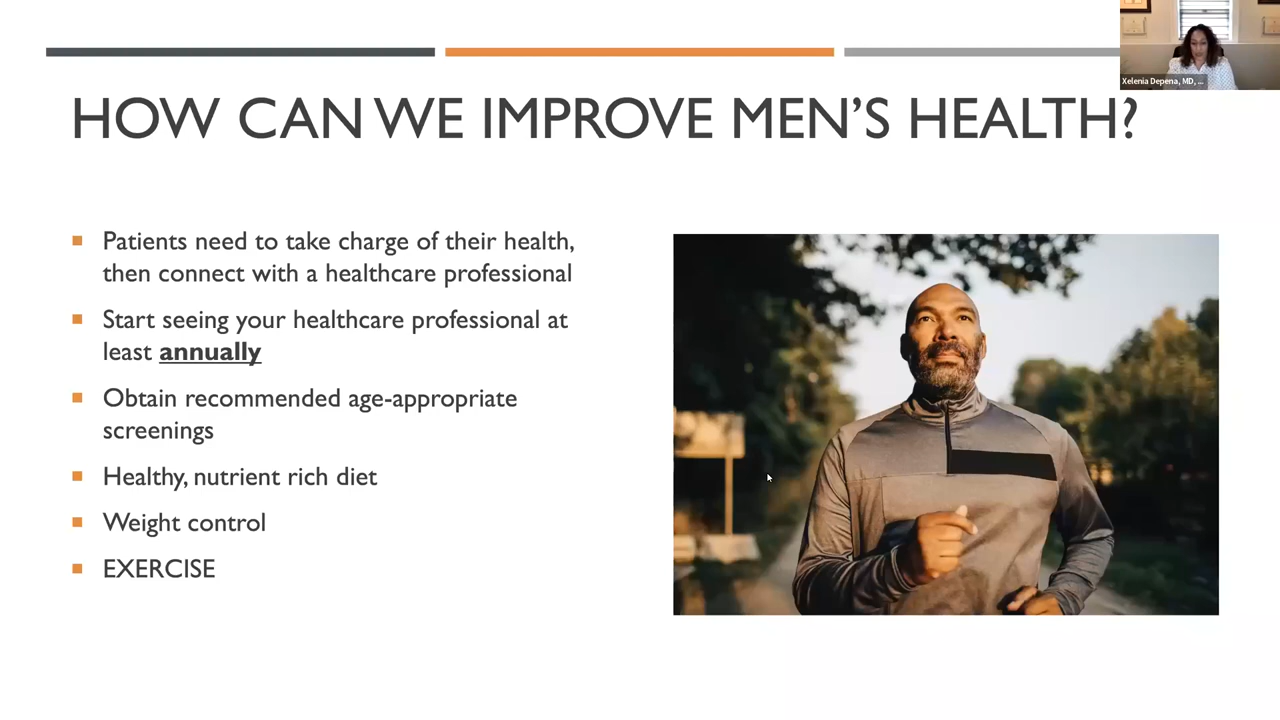 Xelenia Depena, MD, ...
HOW CAN WE IMPROVE MEN'S HEALTH?
Patients need to take charge of their health,
then connect with a healthcare professional
Start seeing your healthcare professional at
least annually
Obtain recommended age-appropriate
screenings
Healthy, nutrient rich diet
Weight control
EXERCISE